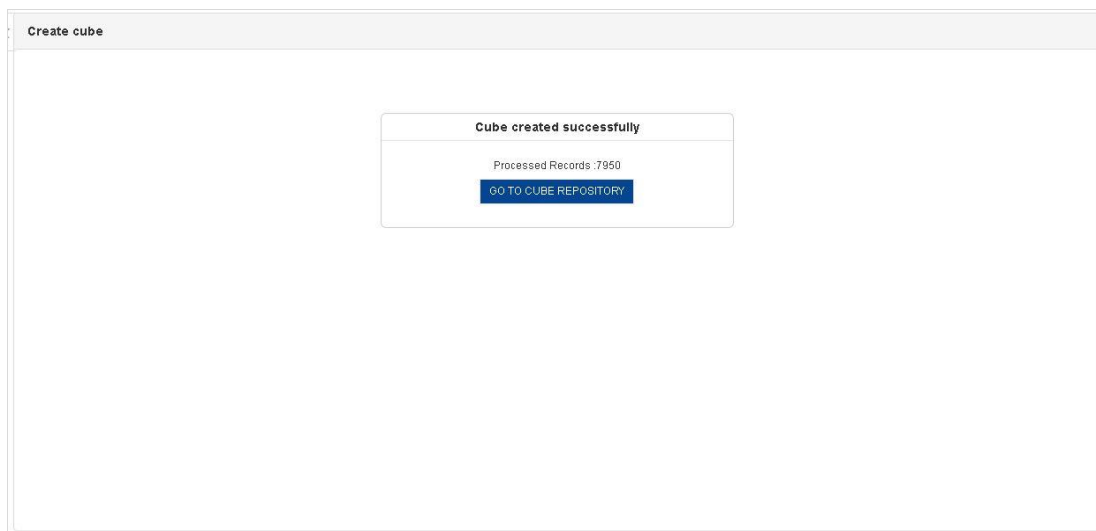 Create cube
Cube created successfully
Processed Records :7950
GO TO CUBE REPOSITORY